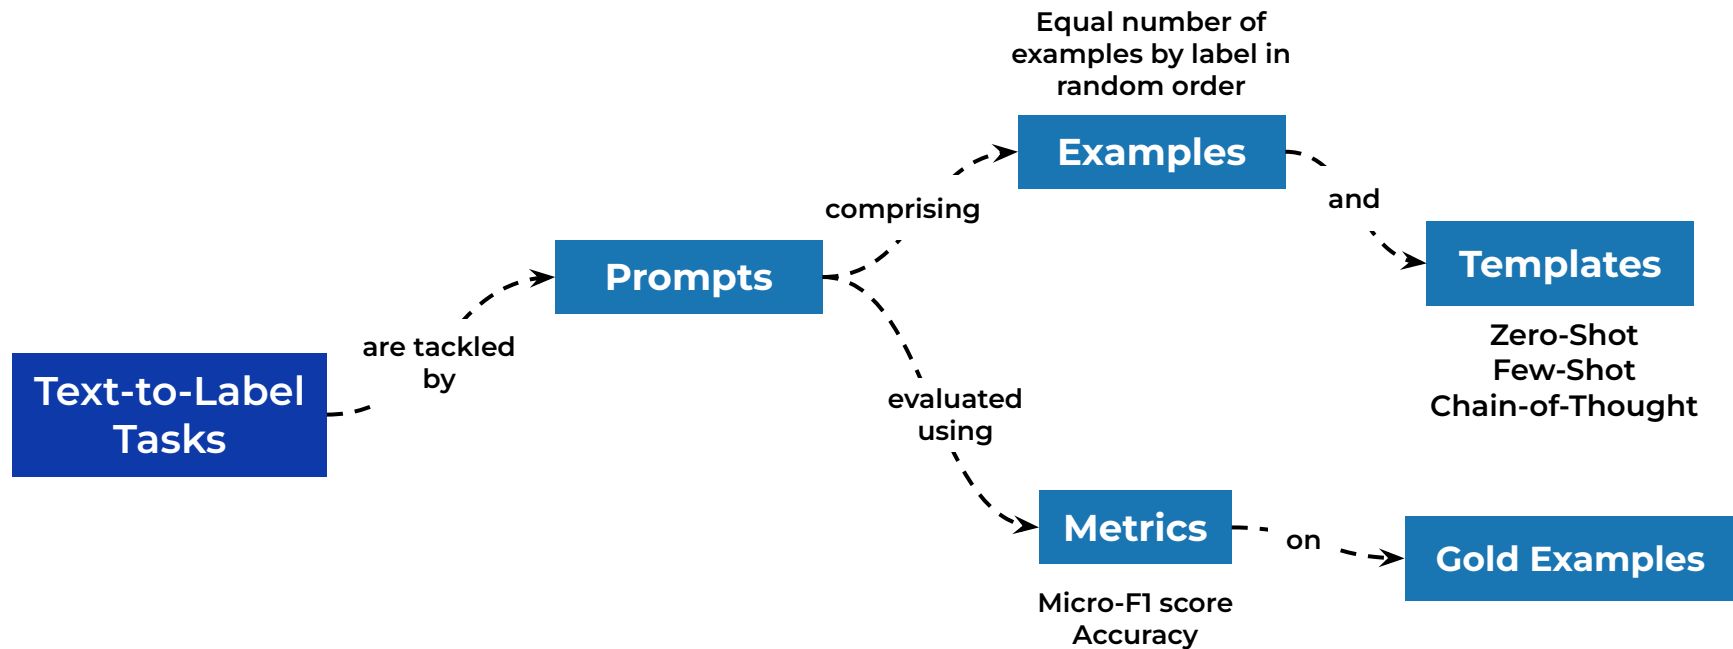 Equal number of
examples by label in
random order
Examples
comprising
and
Prompts
Templates
are tackled
by
Zero-Shot
Few-Shot
Chain-of-Thought
Text-to-Label
Tasks
evaluated
using
Metrics
on
Gold Examples
Micro-F1 score
Accuracy